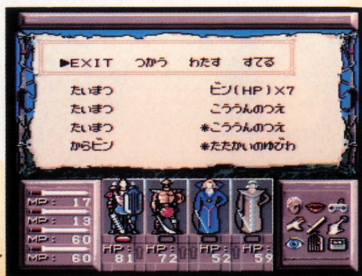 ▶EXIT つかう わたす すてる
たいまつ ビン(HP)X7
たいまつ こううんのつえ
たいまつ *こううんのつえ
からビン *たたかいのゆびわ
MP: 17
MP: 13
MP: 60
MP: 60
HP: 81 HP: 72 HP: 52 HP: 59